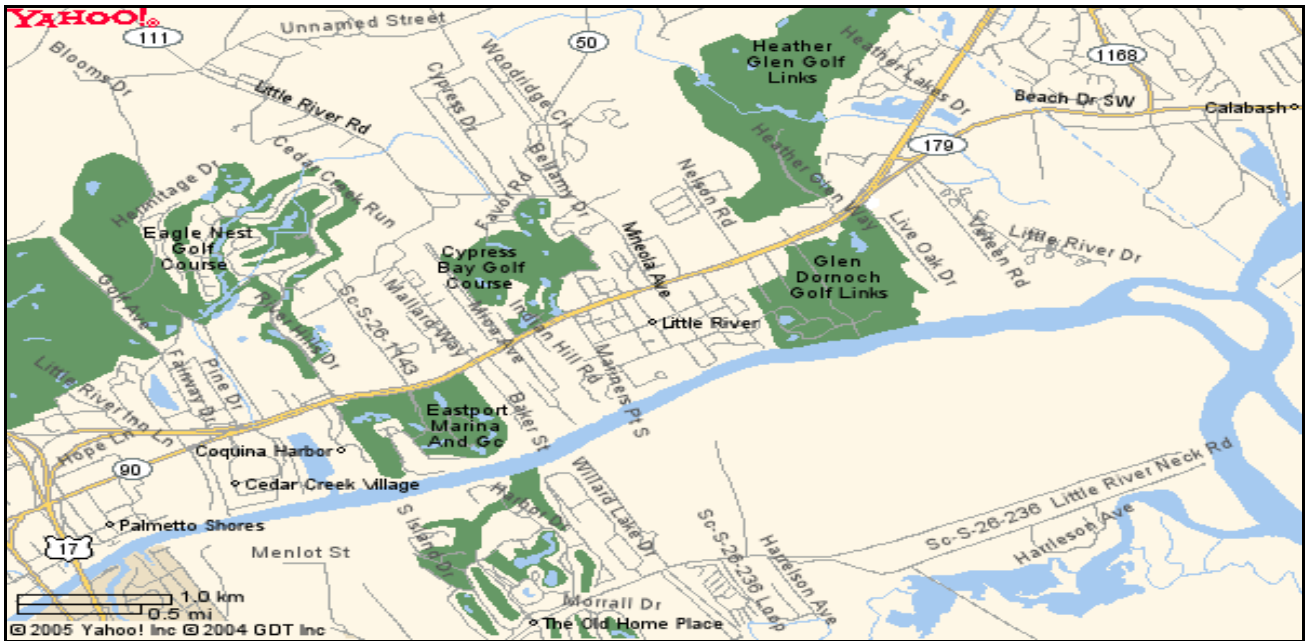 YAHOO!®
111
Unnamed Street
50
Blooms Dr
Little River Rd
Cypress Dr
Woodridge Cir
Heather
Glen Golf
Links
Heather Lakes Dr
1168
Beach Dr SW
Calabash
179
Cedar Creek Run
Bellamy Dr
Favor Rd
Nelson Rd
Heather Glen Way
Hermitage Dr
Eagle Nest
Golf
Course
Cypress
Bay Golf
Course
Mineola Ave
Live Oak Dr
Little River Dr
Glen
Dornoch
Golf Links
Golf Ave
River Hills Dr
Sc-S-26-1143
Mallard Way
Indian Hill Rd
Little River
Mariners Pt S
Little River Inn Ln
Fairway Dr
Pine Dr
Baker St
Eastport
Marina
And Gc
Hope Ln
Coquina Harbor
90
Cedar Creek Village
Palmetto Shores
17
Menlot St
S Island Dr
Harbor Dr
Willard Lake Dr
Sc-S-26-236 Loop
Harrelson Ave
Sc-S-26-236 Little River Neck Rd
Hartleson Ave
Morrall Dr
The Old Home Place
1.0 km
0.5 mi
© 2005 Yahoo! Inc © 2004 GDT Inc